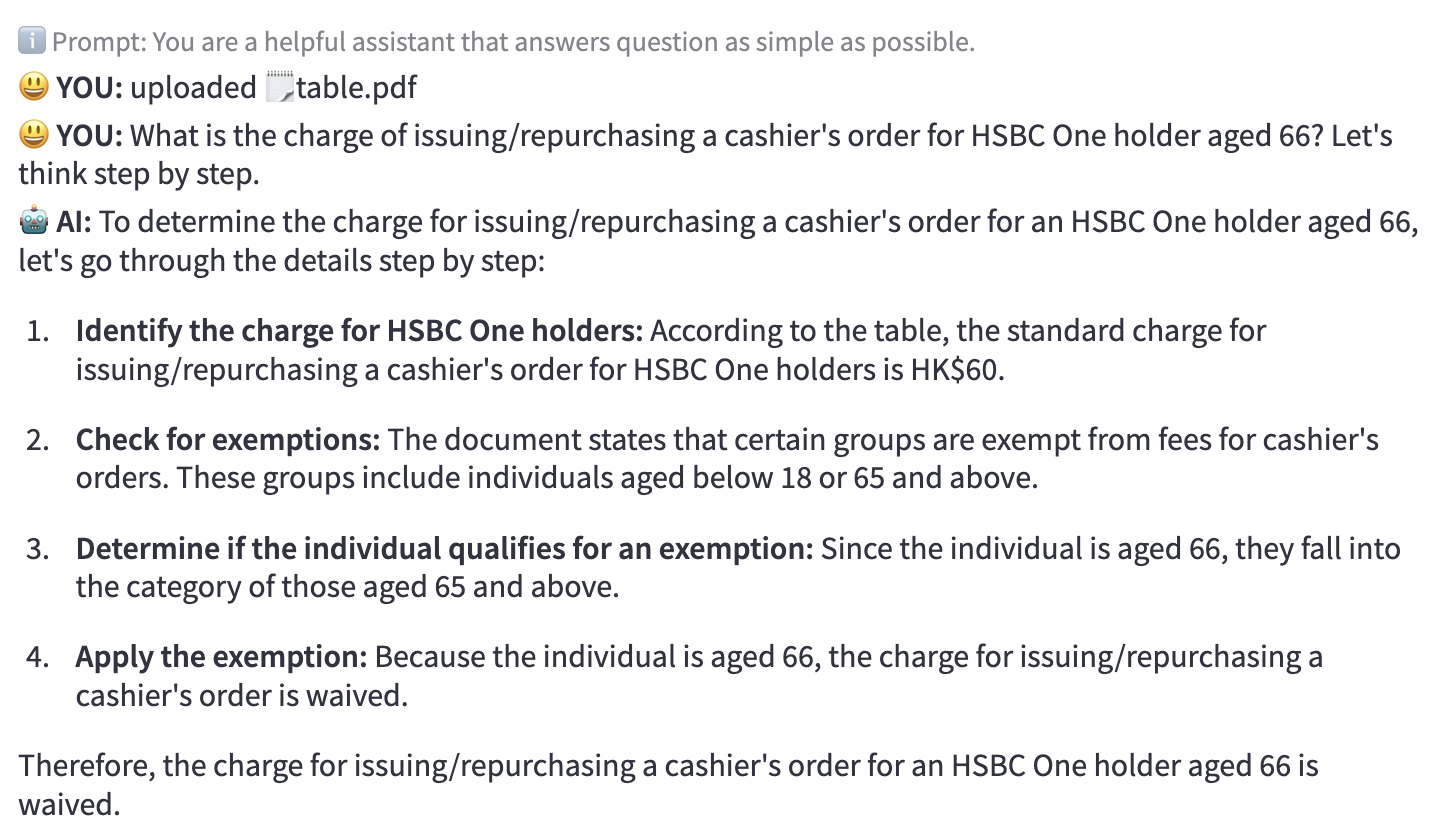 Prompt: You are a helpful assistant that answers question as simple as possible.
YOU: uploaded table.pdf
YOU: What is the charge of issuing/repurchasing a cashier's order for HSBC One holder aged 66? Let's
think step by step.
AI: To determine the charge for issuing/repurchasing a cashier's order for an HSBC One holder aged 66,
let's go through the details step by step:
1. Identify the charge for HSBC One holders: According to the table, the standard charge for
issuing/repurchasing a cashier's order for HSBC One holders is HK$60.
2. Check for exemptions: The document states that certain groups are exempt from fees for cashier's
orders. These groups include individuals aged below 18 or 65 and above.
3. Determine if the individual qualifies for an exemption: Since the individual is aged 66, they fall into
the category of those aged 65 and above.
4. Apply the exemption: Because the individual is aged 66, the charge for issuing/repurchasing a
cashier's order is waived.
Therefore, the charge for issuing/repurchasing a cashier's order for an HSBC One holder aged 66 is
waived.